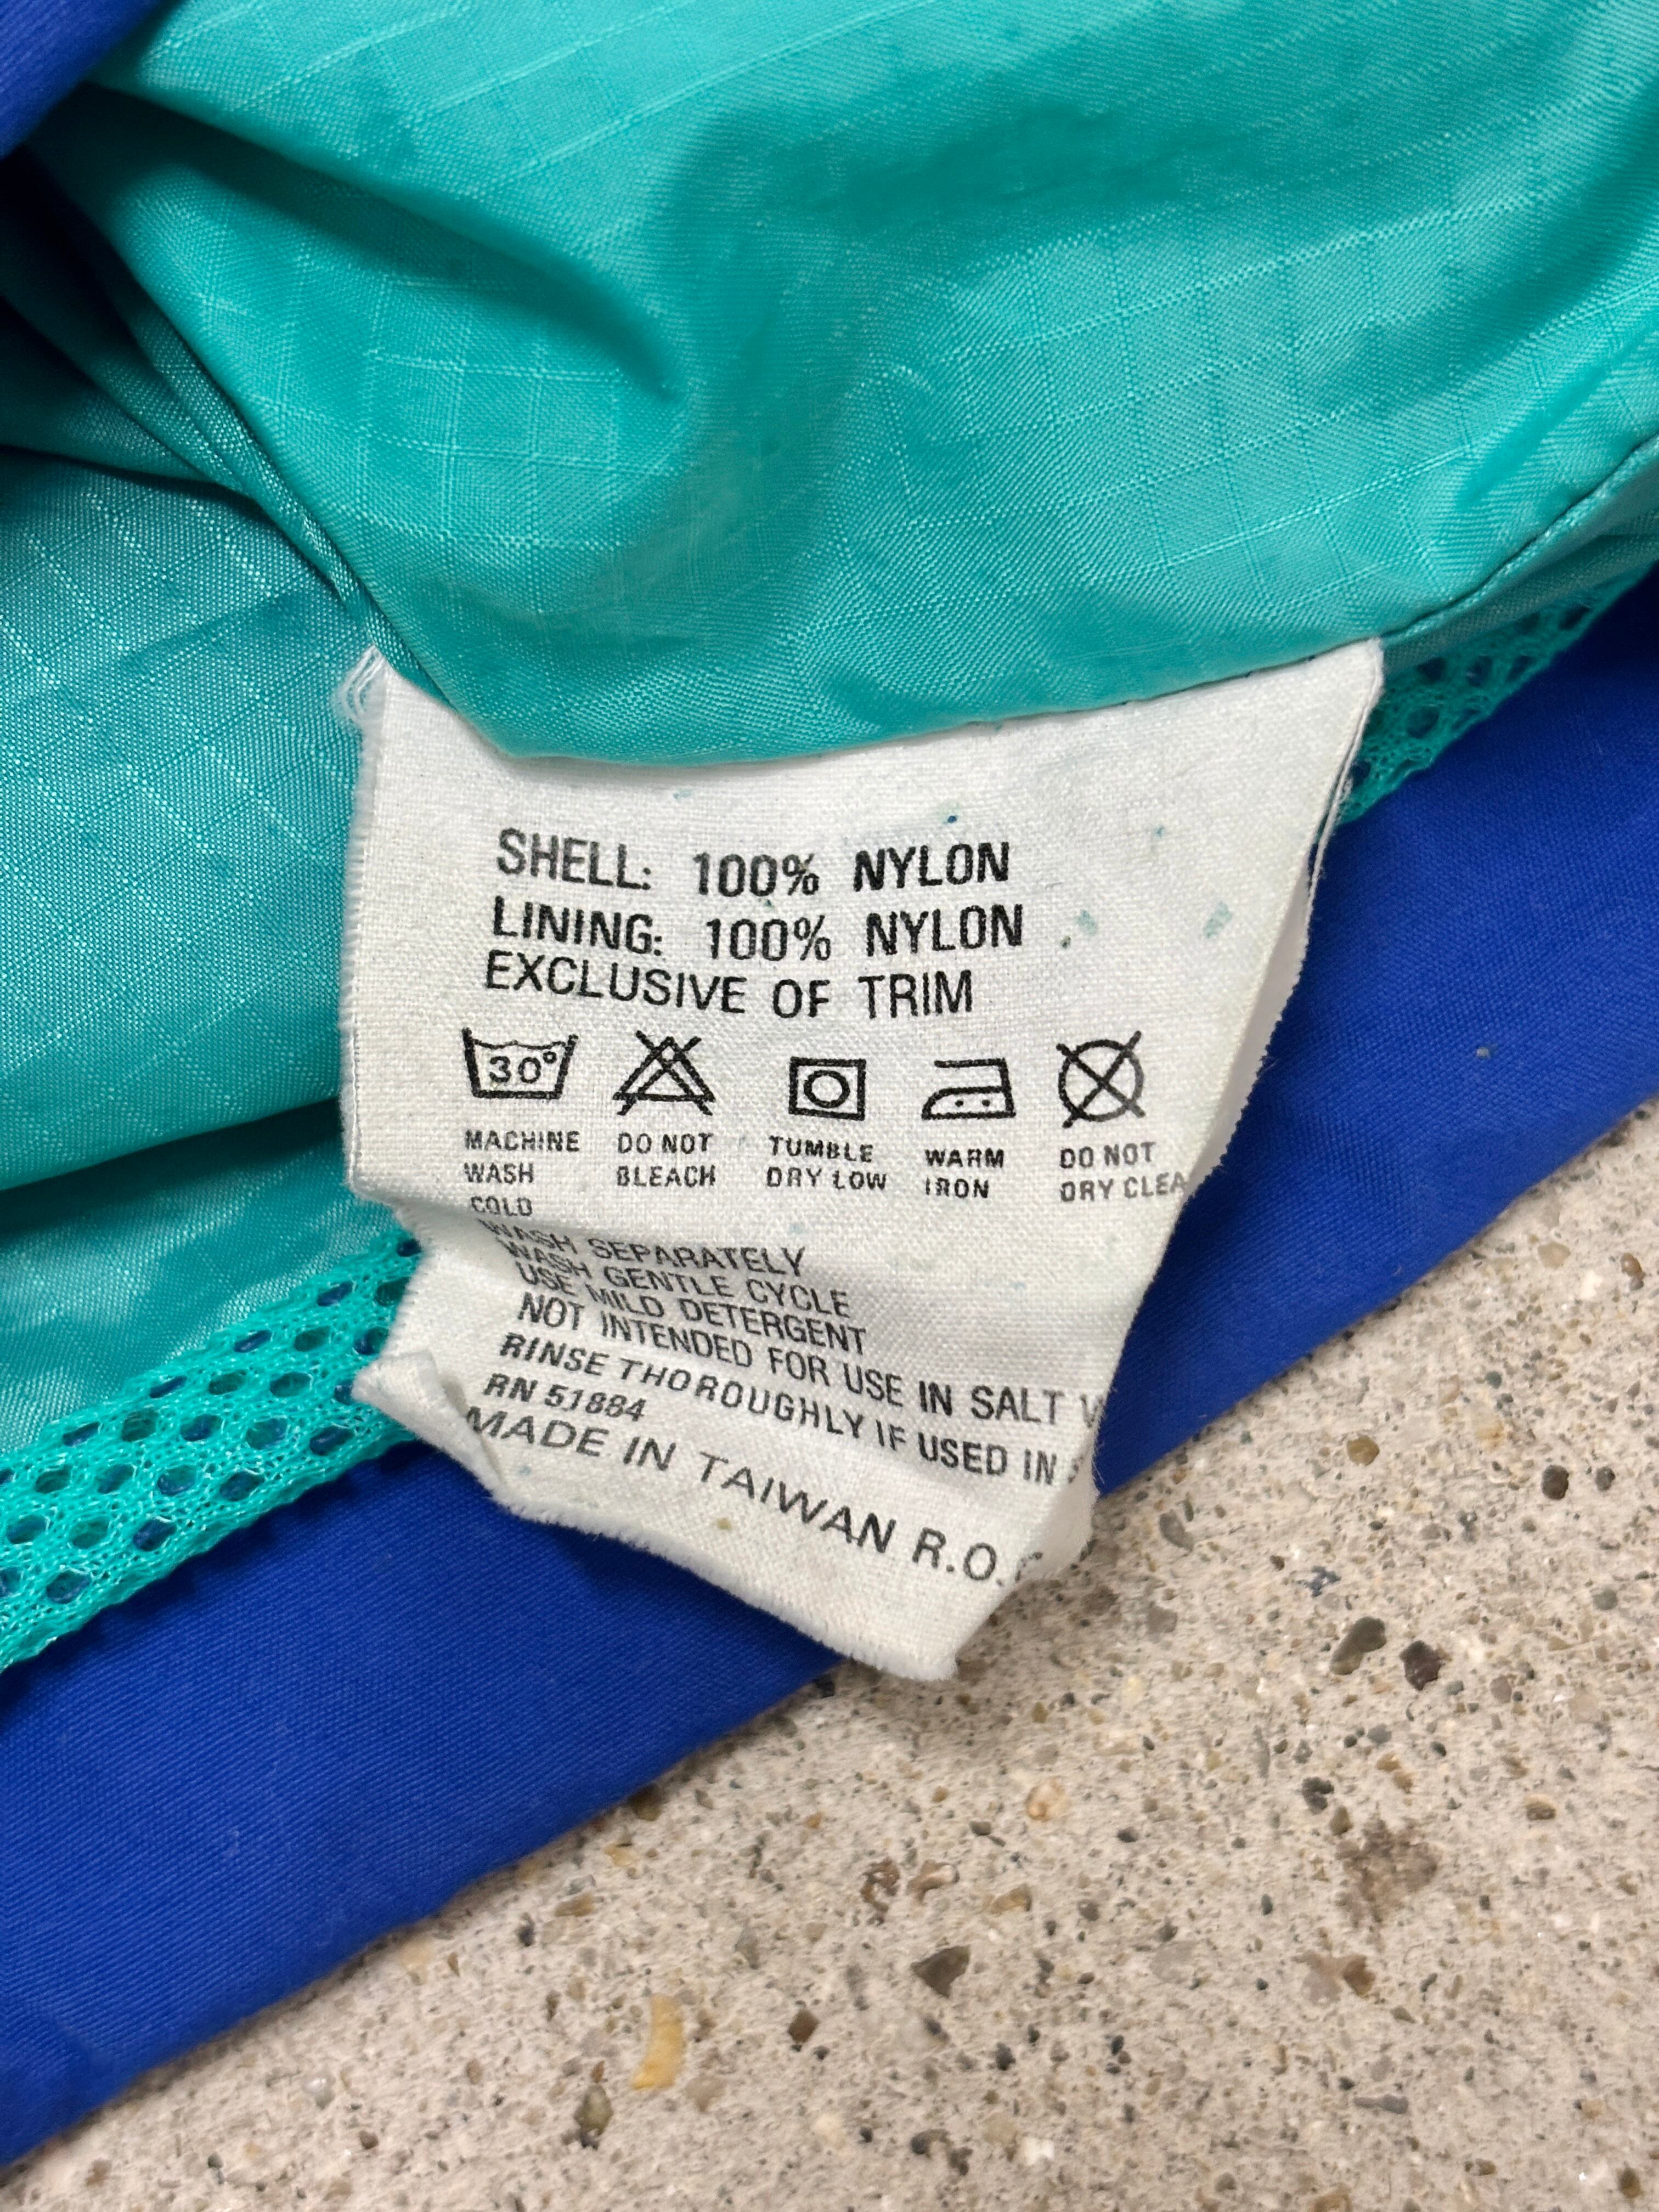 SHELL: 100% NYLON
LINING: 100% NYLON
EXCLUSIVE OF TRIM
30°
MACHINE WASH COLD
DO NOT BLEACH
TUMBLE DRY LOW
WARM IRON
DO NOT DRY CLEA
WASH SEPARATELY
WASH GENTLE CYCLE
USE MILD DETERGENT
NOT INTENDED FOR USE IN SALT
RINSE THOROUGHLY IF USED IN
RN 51884
MADE IN TAIWAN R.O.